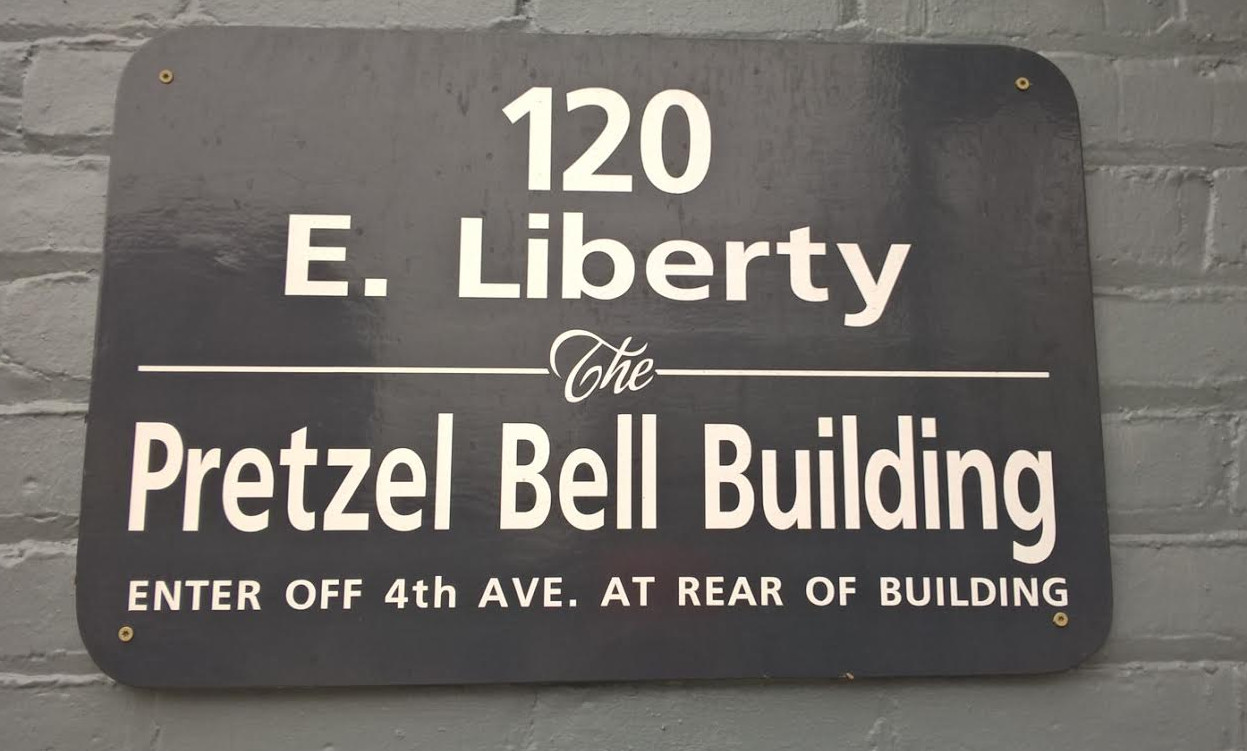 120
E. Liberty
The
Pretzel Bell Building
ENTER OFF 4th AVE. AT REAR OF BUILDING